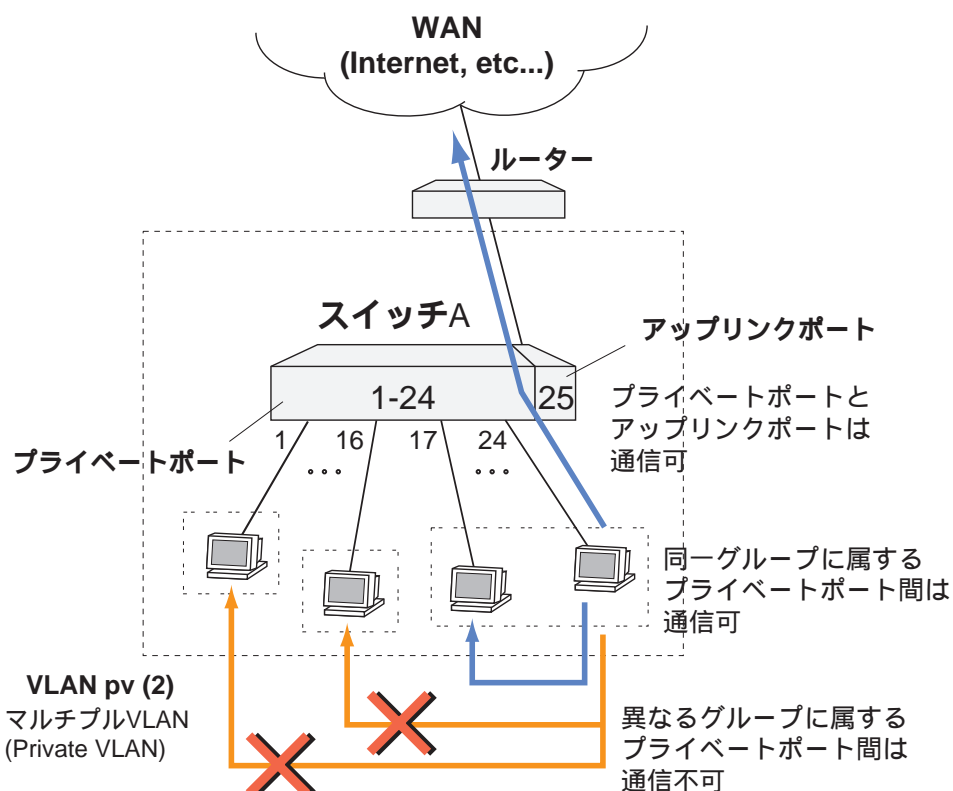 WAN
(Internet, etc...)
ルーター
スイッチA
アップリンクポート
1-24
25
プライベートポートと
アップリンクポートは
通信可
1
16
17
24
プライベートポート
同一グループに属する
プライベートポート間は
通信可
VLAN pv (2)
マルチプルVLAN
(Private VLAN)
異なるグループに属する
プライベートポート間は
通信不可